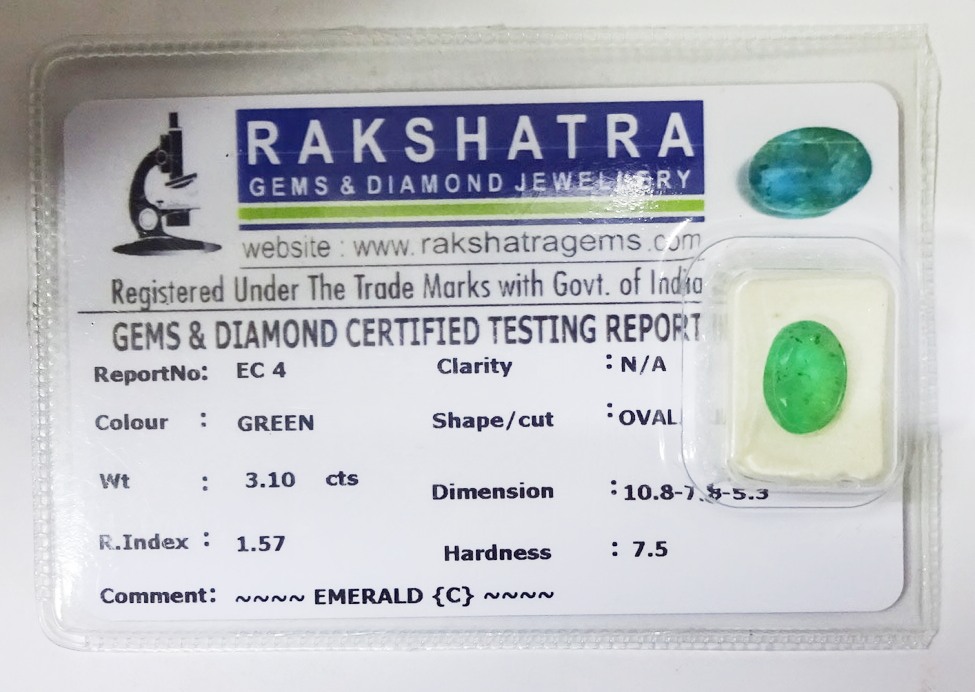 RAKSHATRA
GEMS & DIAMOND JEWELLERY
website : www. rakshatragems .com
Registered Under The Trade Marks with Govt. of India
GEMS & DIAMOND CERTIFIED TESTING REPORT
ReportNo: EC 4 Clarity : N/A
Colour : GREEN Shape/cut : OVAL
Wt : 3.10 cts Dimension : 10.8-7.8-5.3
R.Index : 1.57 Hardness : 7.5
Comment: ~~~~ EMERALD {C} ~~~~